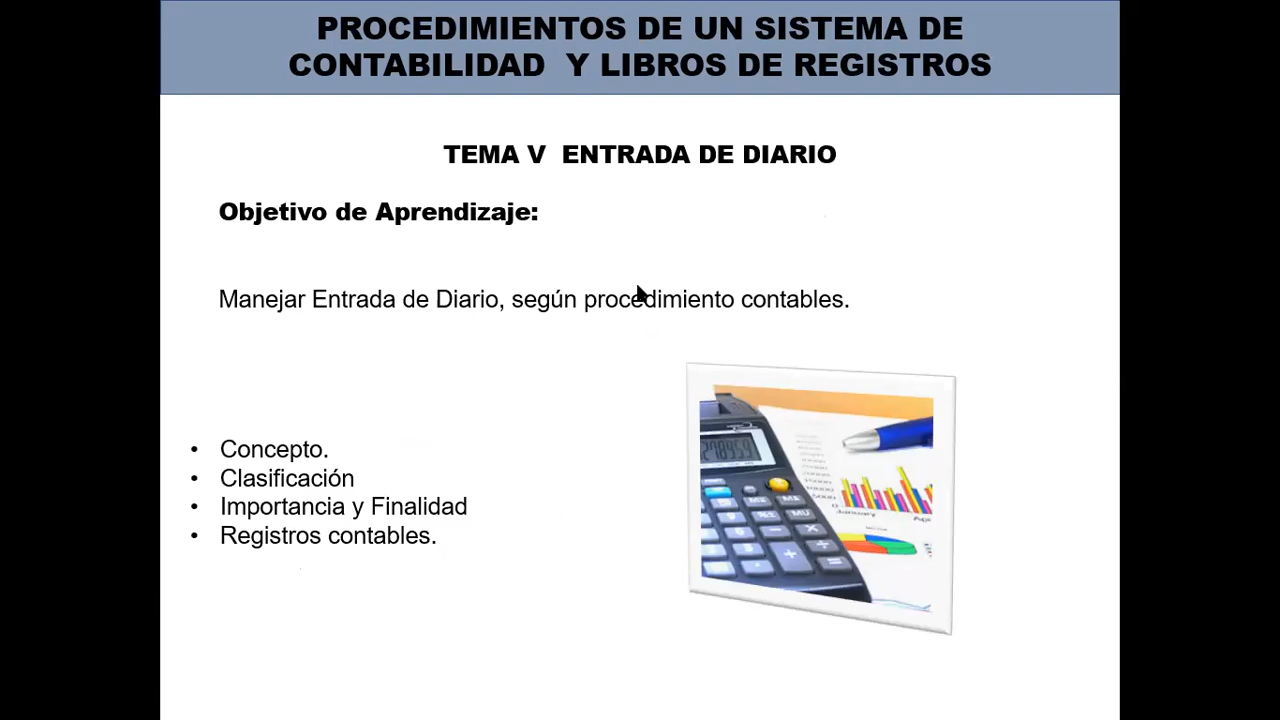 PROCEDIMIENTOS DE UN SISTEMA DE
CONTABILIDAD Y LIBROS DE REGISTROS
TEMA V ENTRADA DE DIARIO
Objetivo de Aprendizaje:
Manejar Entrada de Diario, según procedimiento contables.
• Concepto.
• Clasificación
• Importancia y Finalidad
• Registros contables.